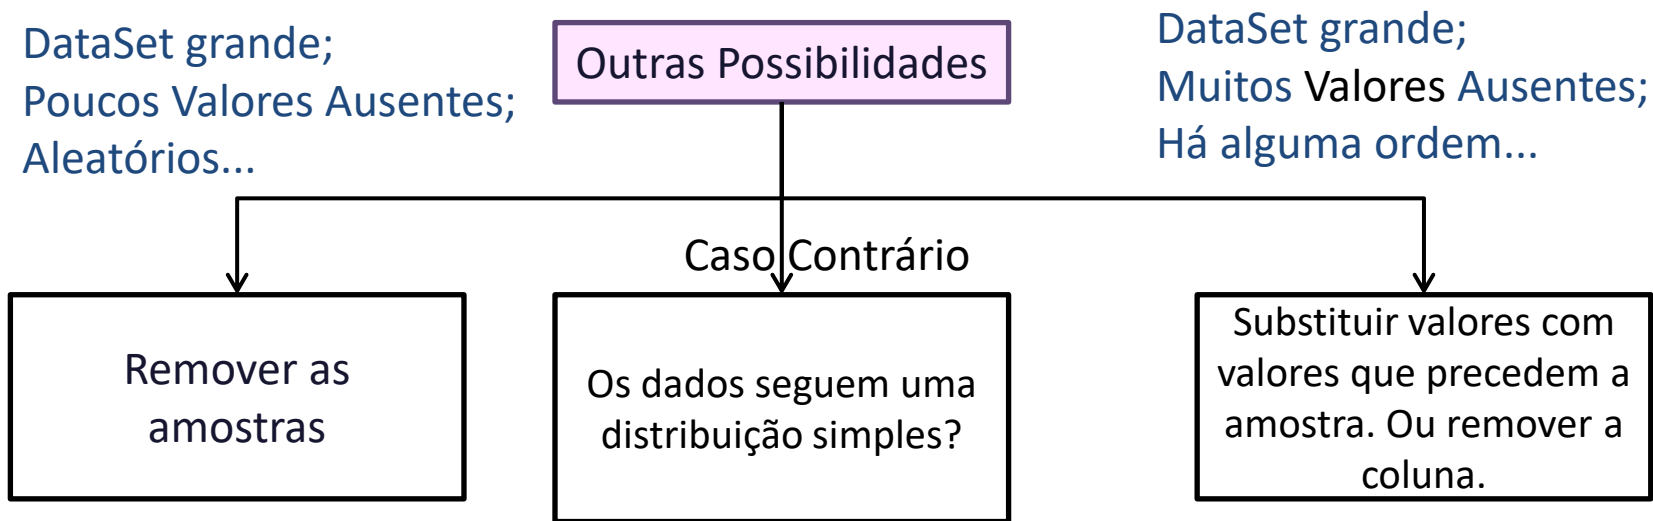 DataSet grande;
Poucos Valores Ausentes;
Aleatórios...
Outras Possibilidades
DataSet grande;
Muitos Valores Ausentes;
Há alguma ordem...
Caso Contrário
Remover as
amostras
Os dados seguem uma
distribuição simples?
Substituir valores com
valores que precedem a
amostra. Ou remover a
coluna.